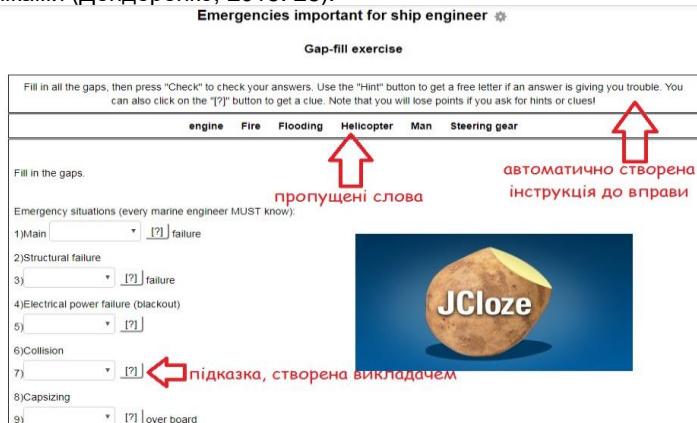 Emergencies important for ship engineer
Gap-fill exercise
Fill in all the gaps, then press "Check" to check your answers. Use the "Hint" button to get a free letter if an answer is giving you trouble. You
can also click on the "[?]" button to get a clue. Note that you will lose points if you ask for hints or clues!
engine Fire Flooding Helicopter Man Steering gear
автоматично створена
інструкція до вправи
пропущені слова
Fill in the gaps.
Emergency situations (every marine engineer MUST know):
1)Main [?] failure
2)Structural failure
3) [?] failure
4)Electrical power failure (blackout)
5) [?]
6)Collision
7) [?]
підказка, створена викладачем
8)Capsizing
9) [?] over board
JCloze